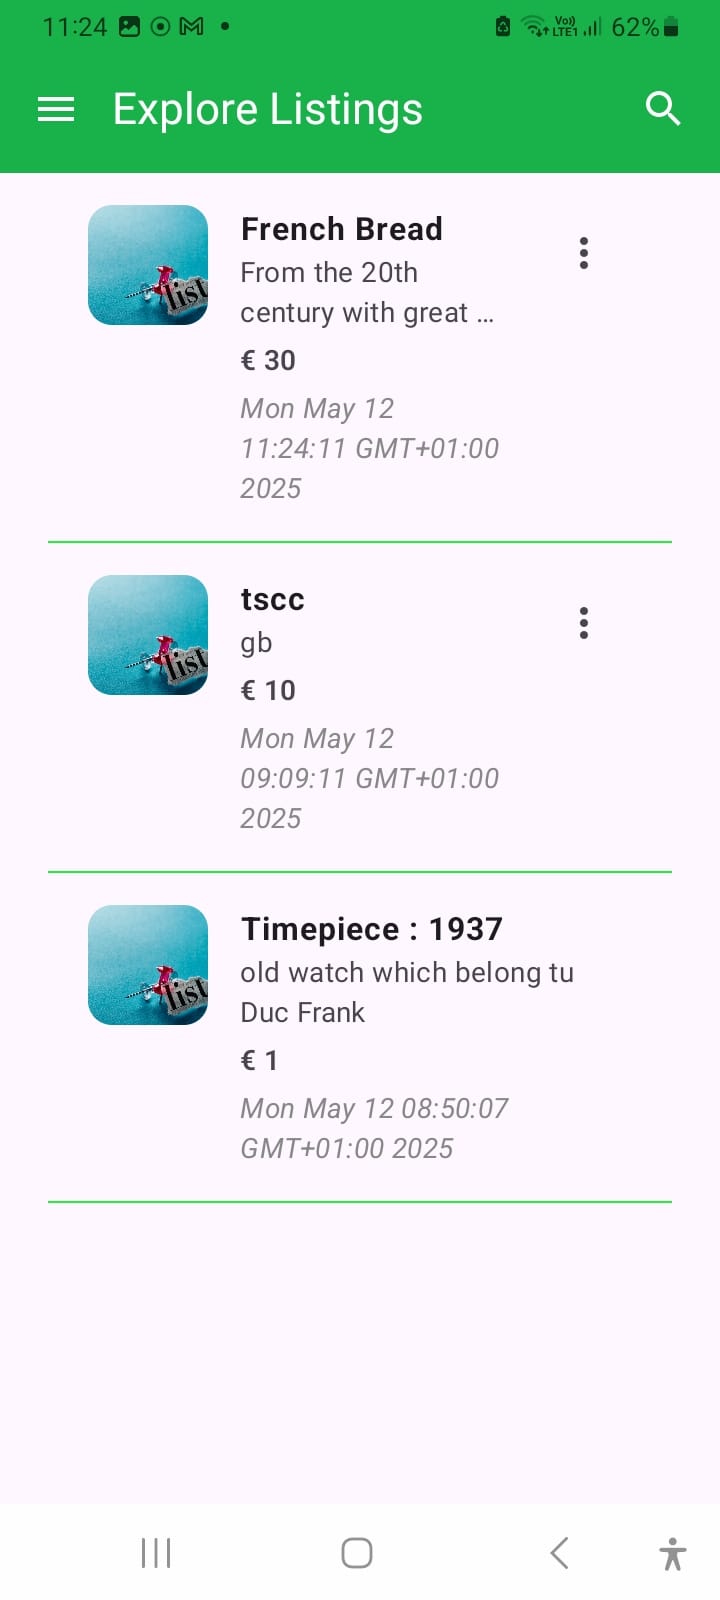 11:24
Vo))
LTE1
62%
Explore Listings
list
French Bread
From the 20th
century with great ...
€ 30
Mon May 12
11:24:11 GMT+01:00
2025
list
tscc
gb
€ 10
Mon May 12
09:09:11 GMT+01:00
2025
list
Timepiece : 1937
old watch which belong tu
Duc Frank
€ 1
Mon May 12 08:50:07
GMT+01:00 2025